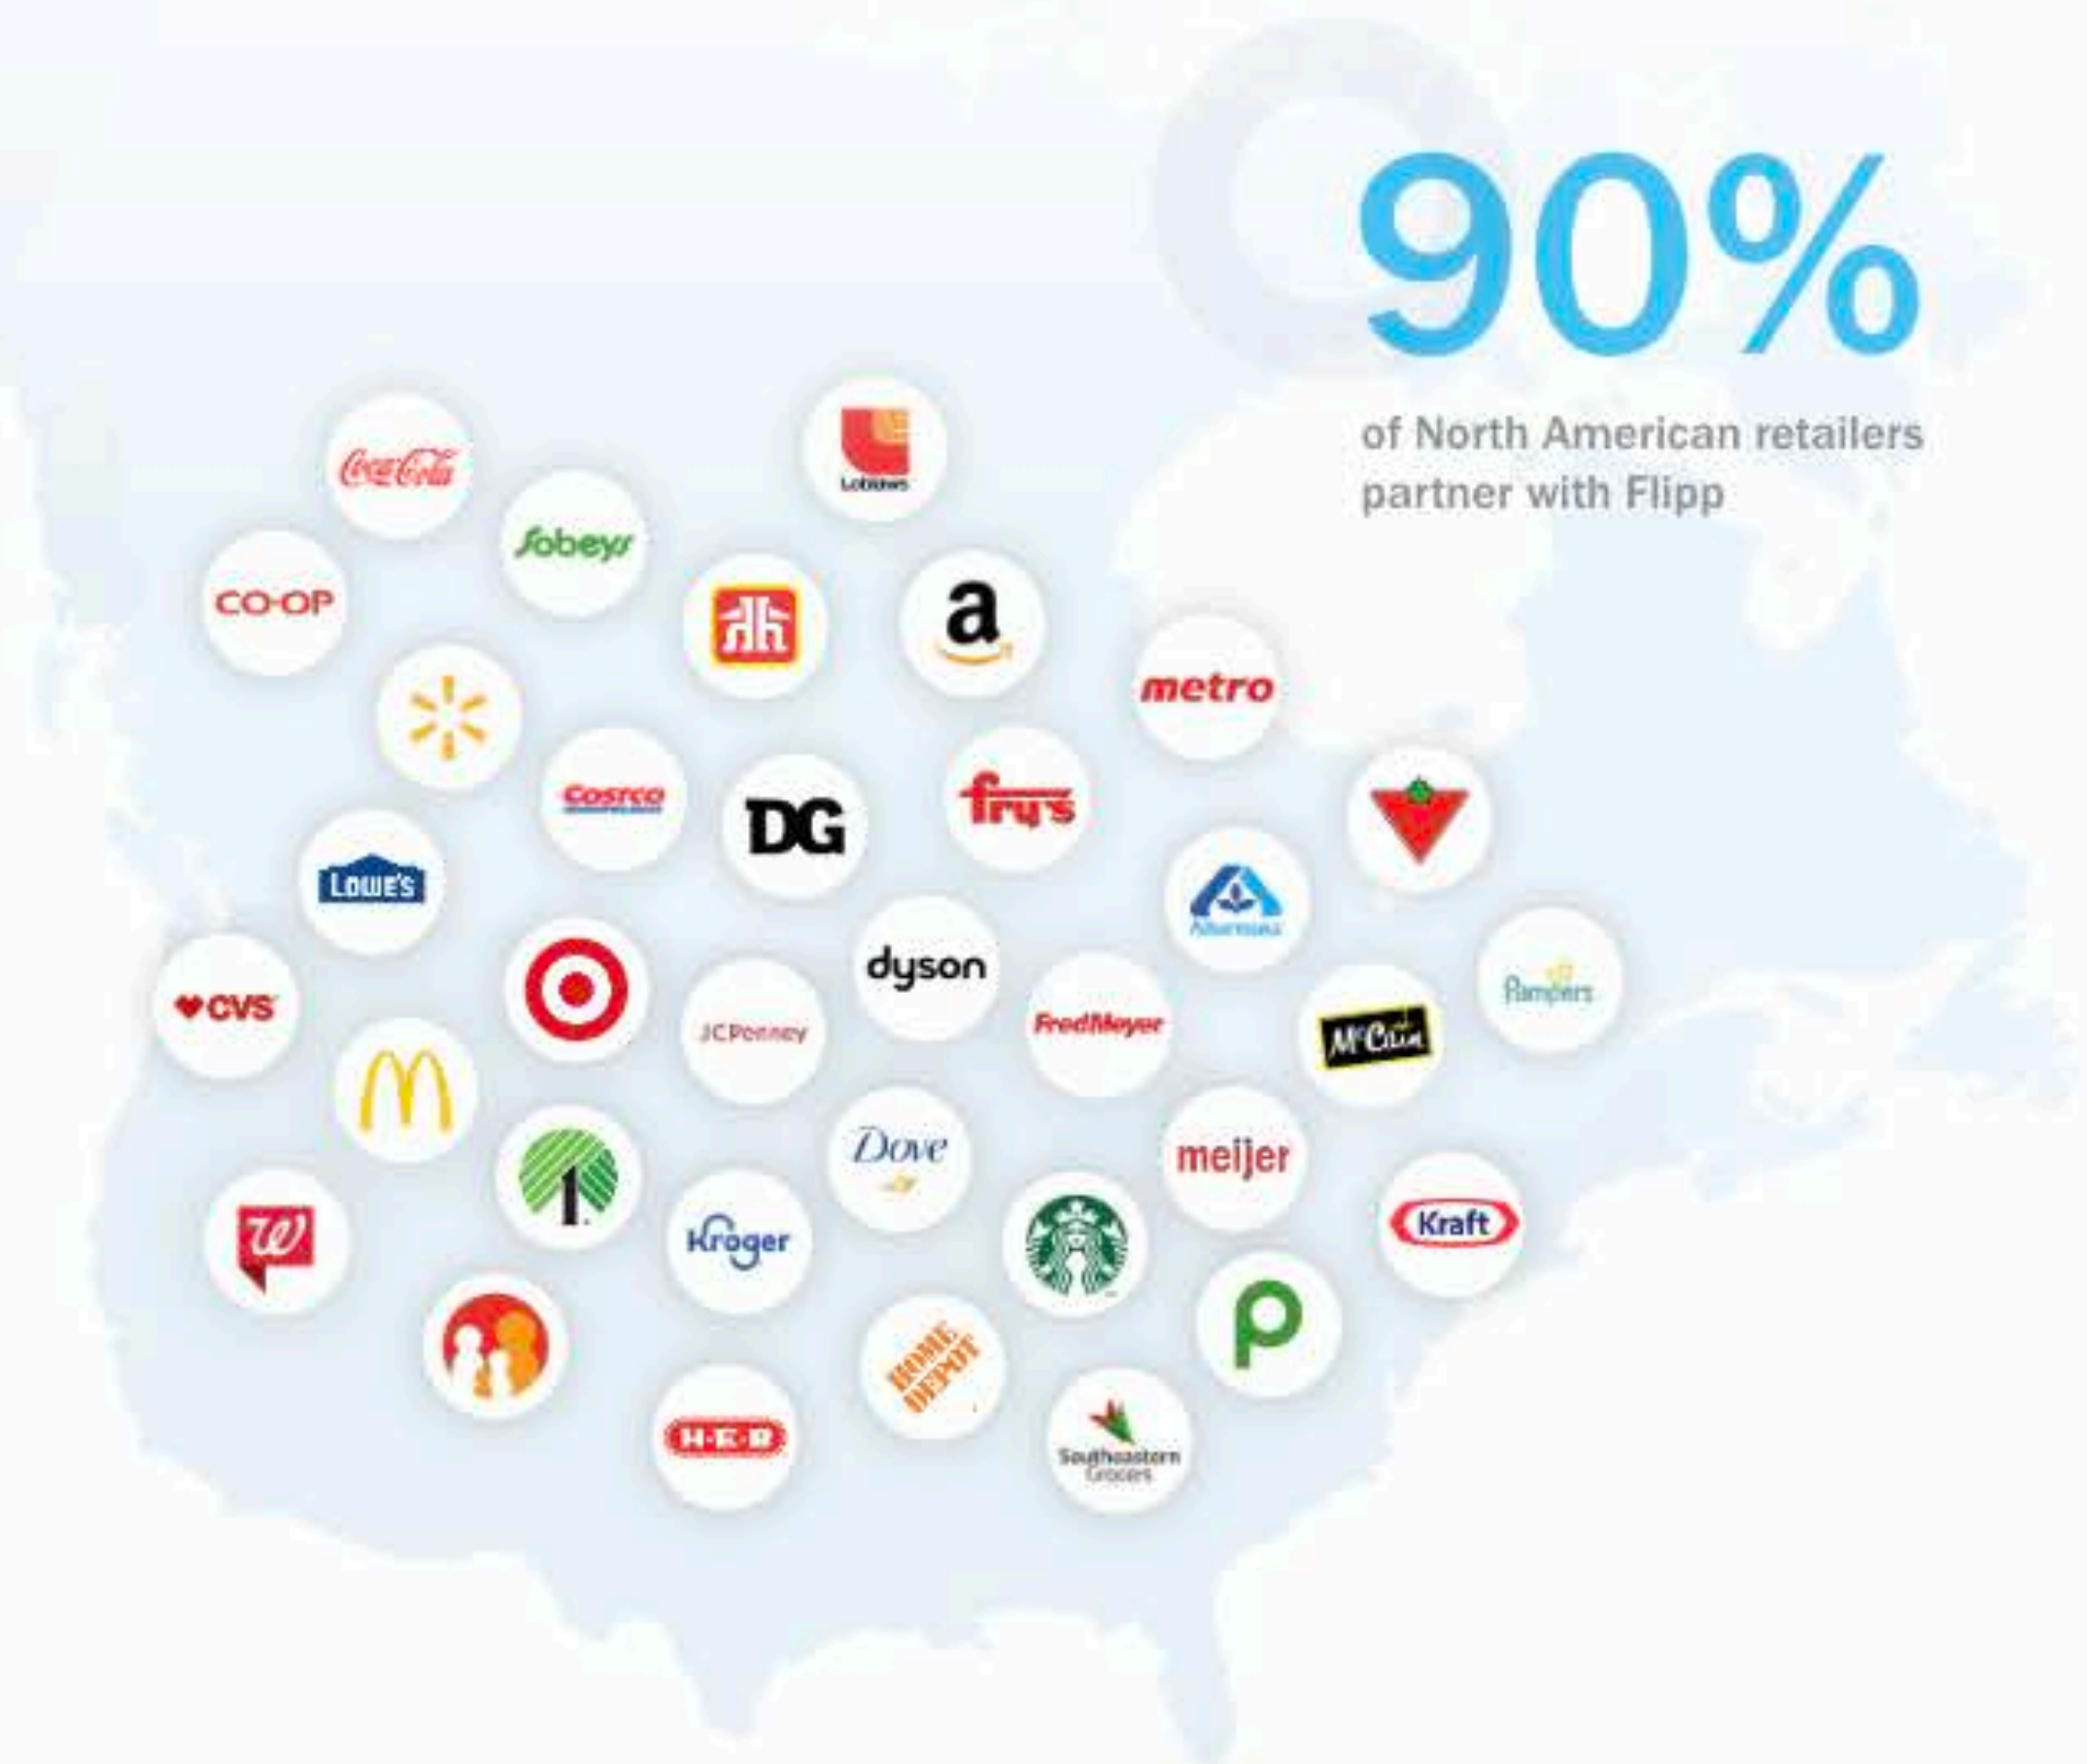 90%
of North American retailers
partner with Flipp
Coca-Cola
Loblaws
Sobeys
CO-OP
a
metro
Costco
DG
fry's
LOWE'S
Albertsons
dyson
Pampers
CVS
JCPenney
FredMeyer
McCain
M
Dove
meijer
Kroger
Kraft
W
P
HOME
DEPOT
H-E-B
Southeastern
Grocers